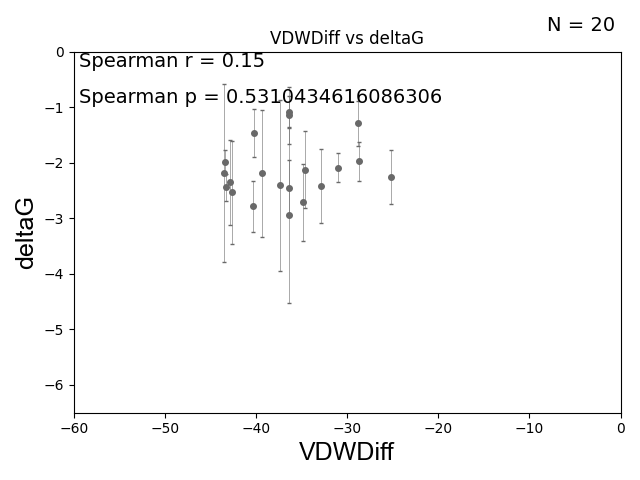 N = 20
VDWDiff vs deltaG
Spearman r = 0.15
Spearman p = 0.5310434616086306
0
−1
−2
−3
−4
−5
−6
deltaG
−60 −50 −40 −30 −20 −10 0
VDWDiff